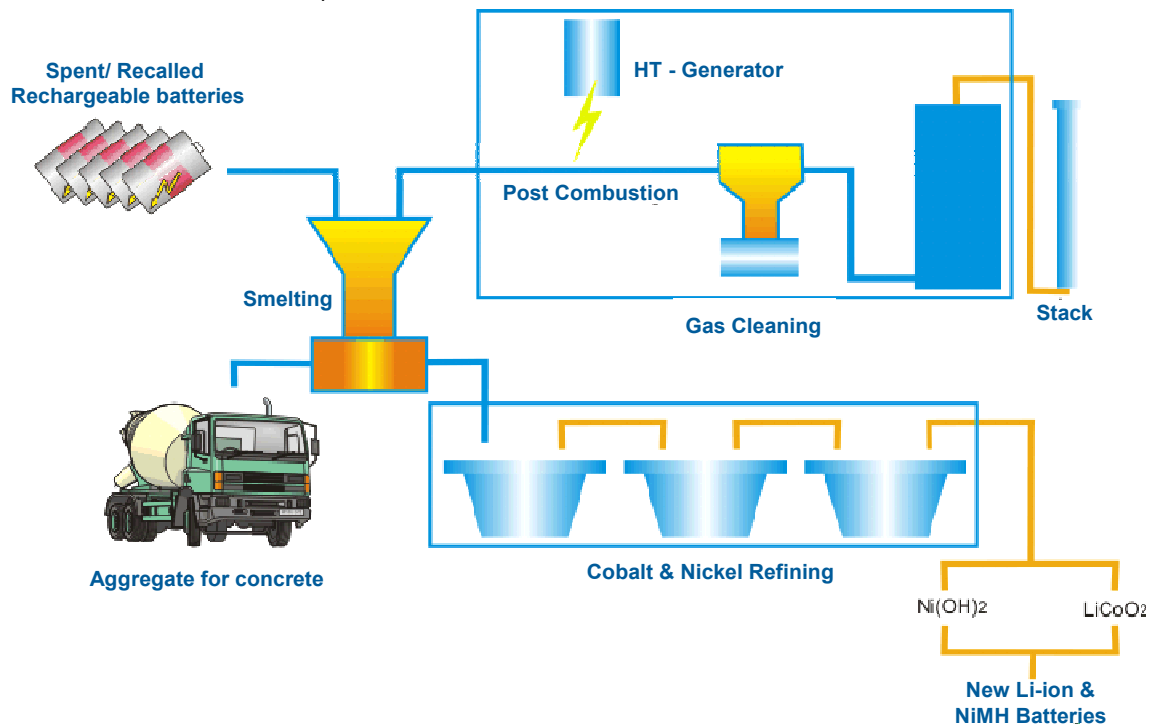 Spent/ Recalled
Rechargeable batteries
HT - Generator
Post Combustion
Smelting
Gas Cleaning
Stack
Aggregate for concrete
Cobalt & Nickel Refining
Ni(OH)2
LiCoO2
New Li-ion &
NiMH Batteries